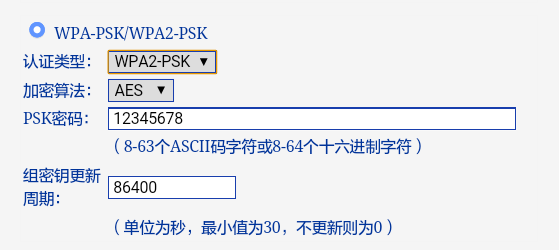 WPA-PSK/WPA2-PSK
认证类型： WPA2-PSK ▼
加密算法： AES ▼
PSK密码： 12345678
（8-63个ASCII码字符或8-64个十六进制字符）
组密钥更新
周期： 86400
（单位为秒，最小值为30，不更新则为0）